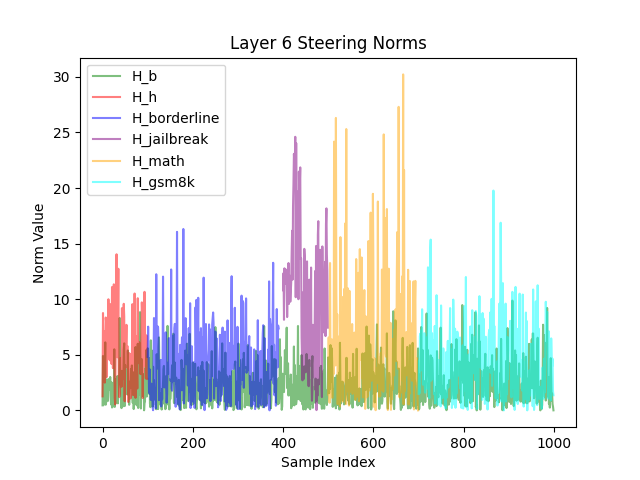 Layer 6 Steering Norms
H_b
H_h
H_borderline
H_jailbreak
H_math
H_gsm8k
30
25
20
15
10
5
0
Norm Value
0 200 400 600 800 1000
Sample Index